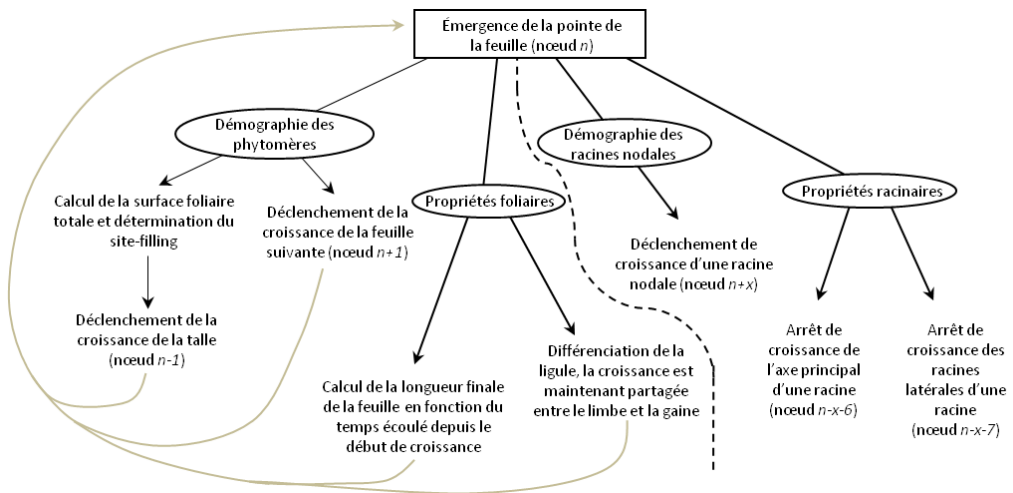 Émergence de la pointe de
la feuille (nœud n)
Démographie des
phytomères
Démographie des
racines nodales
Propriétés foliaires
Propriétés racinaires
Calcul de la surface foliaire
totale et détermination du
site-filling
Déclenchement de la
croissance de la feuille
suivante (nœud n+1)
Déclenchement de
croissance d'une racine
nodale (nœud n+x)
Déclenchement de la
croissance de la talle
(nœud n-1)
Calcul de la longueur finale
de la feuille en fonction du
temps écoulé depuis le
début de croissance
Différenciation de la
ligule, la croissance est
maintenant partagée
entre le limbe et la gaine
Arrêt de
croissance de
l'axe principal
d'une racine
(nœud n-x-6)
Arrêt de
croissance des
racines
latérales d'une
racine
(nœud n-x-7)